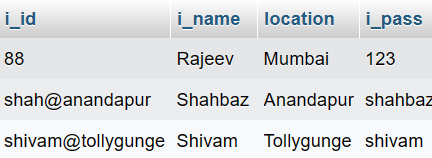 i_id i_name location i_pass
88 Rajeev Mumbai 123
shah@anandapur Shahbaz Anandapur shahbaz
shivam@tollygunge Shivam Tollygunge shivam